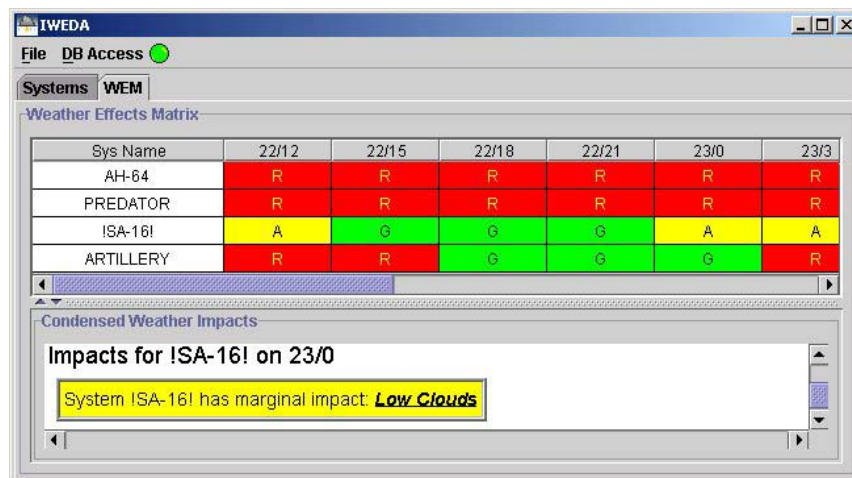 IWEDA
File DB Access
Systems WEM
Weather Effects Matrix
Sys Name 22/12 22/15 22/18 22/21 23/0 23/3
AH-64 R R R R R R
PREDATOR R R R R R R
!SA-16! A G G G A A
ARTILLERY R R G G G R
Condensed Weather Impacts
Impacts for !SA-16! on 23/0
System !SA-16! has marginal impact: Low Clouds